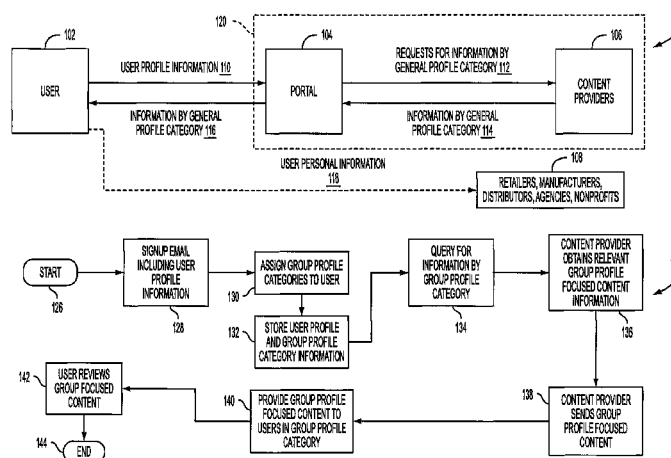 120
102
104
106
USER PROFILE INFORMATION 110
REQUESTS FOR INFORMATION BY
GENERAL PROFILE CATEGORY 112
USER
PORTAL
CONTENT
PROVIDERS
INFORMATION BY GENERAL
PROFILE CATEGORY 116
INFORMATION BY GENERAL
PROFILE CATEGORY 114
USER PERSONAL INFORMATION
118
108
RETAILERS, MANUFACTURERS,
DISTRIBUTORS, AGENCIES, NONPROFITS
START
126
SIGNUP EMAIL
INCLUDING USER
PROFILE
INFORMATION
128
ASSIGN GROUP PROFILE
CATEGORIES TO USER
130
132
STORE USER PROFILE
AND GROUP PROFILE
CATEGORY INFORMATION
QUERY FOR
INFORMATION BY
GROUP PROFILE
CATEGORY
134
CONTENT PROVIDER
OBTAINS RELEVANT
GROUP PROFILE
FOCUSED CONTENT
INFORMATION
136
142
USER REVIEWS
GROUP FOCUSED
CONTENT
140
PROVIDE GROUP PROFILE
FOCUSED CONTENT TO
USERS IN GROUP PROFILE
CATEGORY
138
CONTENT PROVIDER
SENDS GROUP
PROFILE FOCUSED
CONTENT
144
END